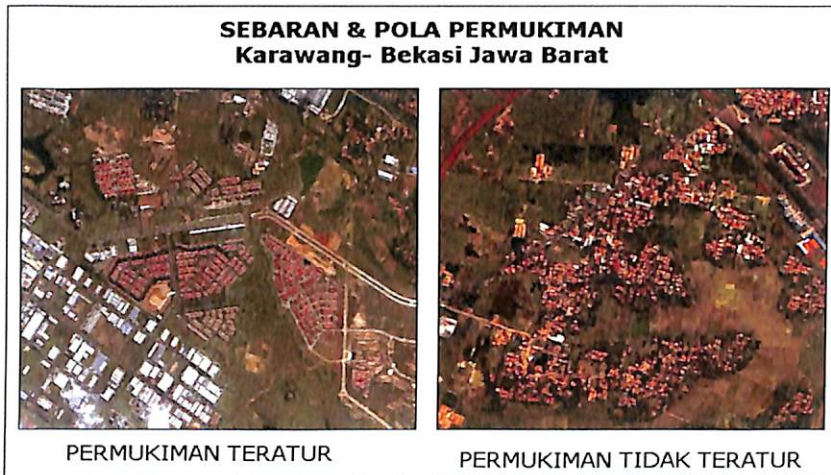 SEBARAN & POLA PERMUKIMAN
Karawang- Bekasi Jawa Barat
PERMUKIMAN TERATUR
PERMUKIMAN TIDAK TERATUR